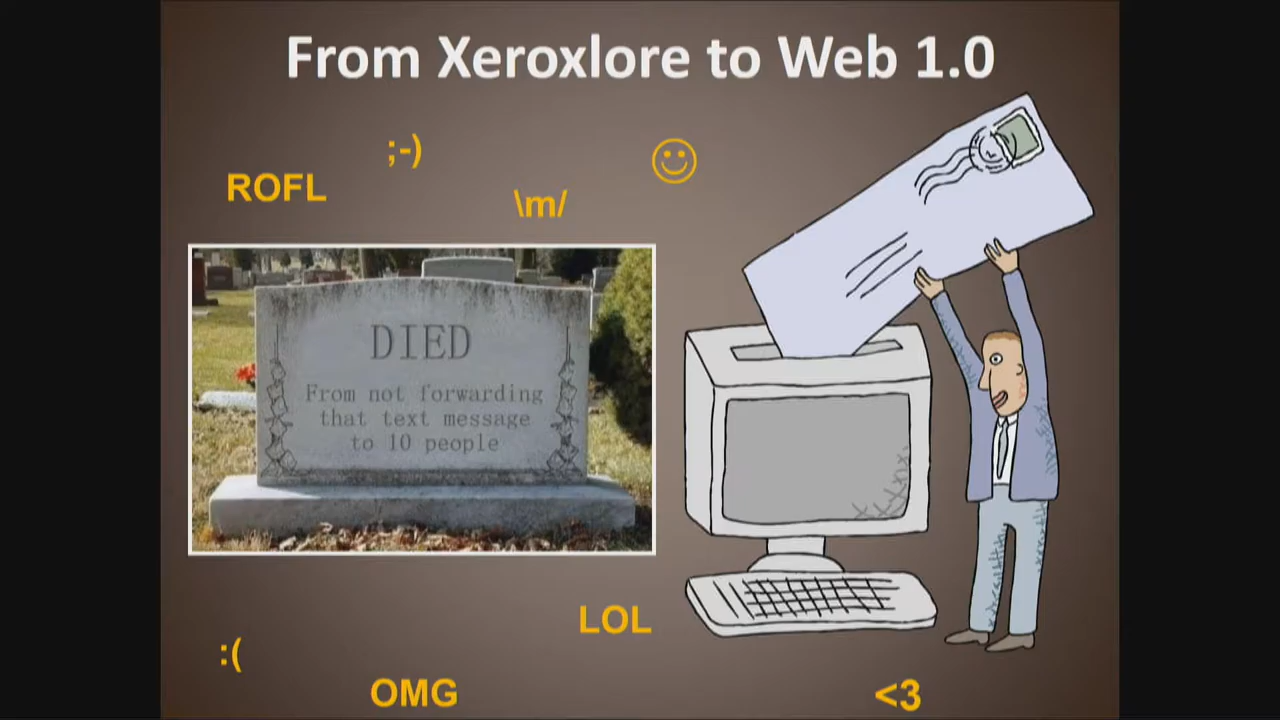 From Xeroxlore to Web 1.0
;-)
ROFL
\m/
DIED
From not forwarding
that text message
to 10 people
LOL
:(
OMG
<3